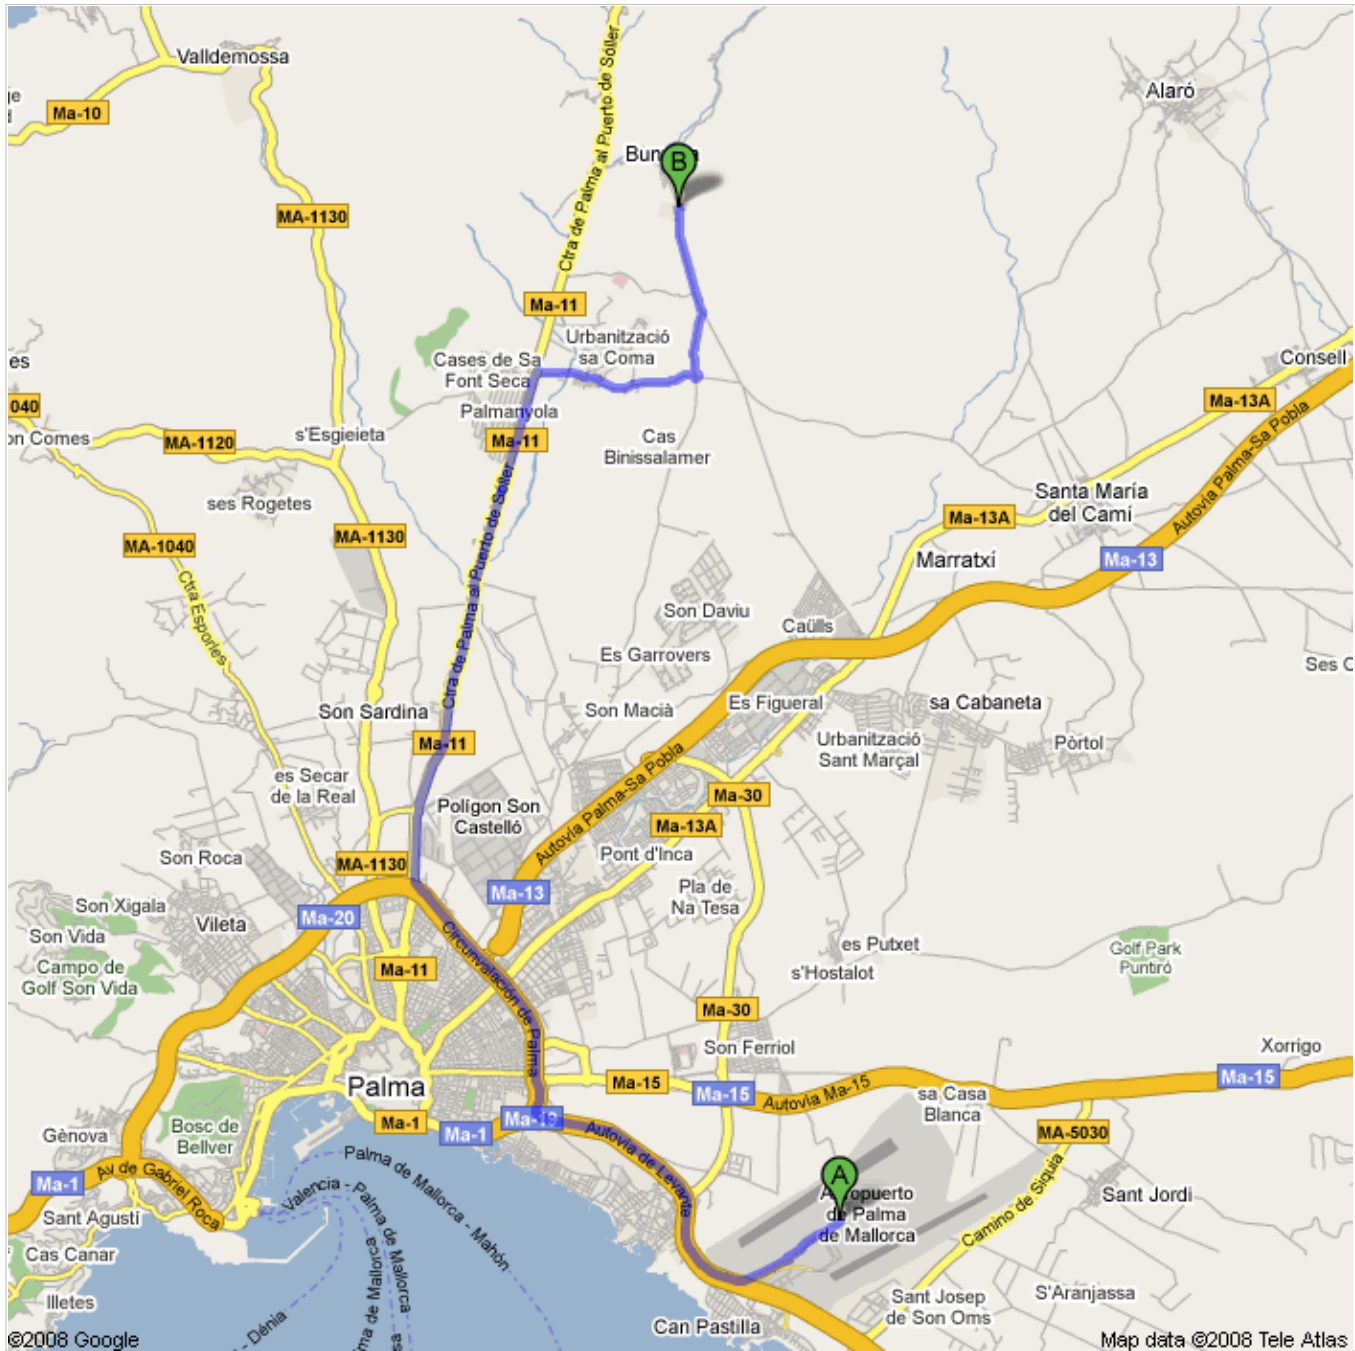 Valldemossa
Ma-10
Alaró
Ctra de Palma al Puerto de Sóller
B
MA-1130
Ma-11
Urbanització
sa Coma
Cases de Sa
Font Seca
Palmanyola
Consell
es
040
Ma-13A
on Comes
MA-1120
s'Esgieieta
Ma-11
Cas
Binissalamer
Autovía Palma-Sa Pobla
ses Rogetes
Santa María
del Camí
Ma-13A
MA-1040
MA-1130
Marratxí
Ma-13
Ctra de Palma al Puerto de Sóller
Ctra Esporles
Son Daviu
Caülls
Es Garrovers
Ses C
Son Sardina
Son Macià
Es Figueral
sa Cabaneta
Ma-11
Urbanització
Sant Marçal
Pòrtol
es Secar
de la Real
Autovía Palma-Sa Pobla
Ma-30
Polígon Son
Castelló
Ma-13A
Son Roca
MA-1130
Pont d'Inca
Ma-13
Pla de
Na Tesa
Son Xigala
Vileta
Ma-20
Son Vida
Circunvalación de Palma
es Putxet
Golf Park
Puntiró
Campo de
Golf Son Vida
Ma-11
s'Hostalot
Ma-30
Son Ferriol
Xorrigo
Palma
Ma-15
Ma-15
Autovia Ma-15
Ma-15
sa Casa
Blanca
Bosc de
Bellver
Ma-1
Ma-1
Ma-19
Autovia de Levante
MA-5030
Gènova
Av de Gabriel Roca
Palma de Mallorca - Mahón
Ma-1
Valencia - Palma de Mallorca
A
Aeropuerto
de Palma
de Mallorca
Camino de Siquia
Sant Jordi
Sant Agustí
Cas Canar
Illetes
S'Aranjassa
Sant Josep
de Son Oms
Can Pastilla
- Dénia
©2008 Google
Map data ©2008 Tele Atlas